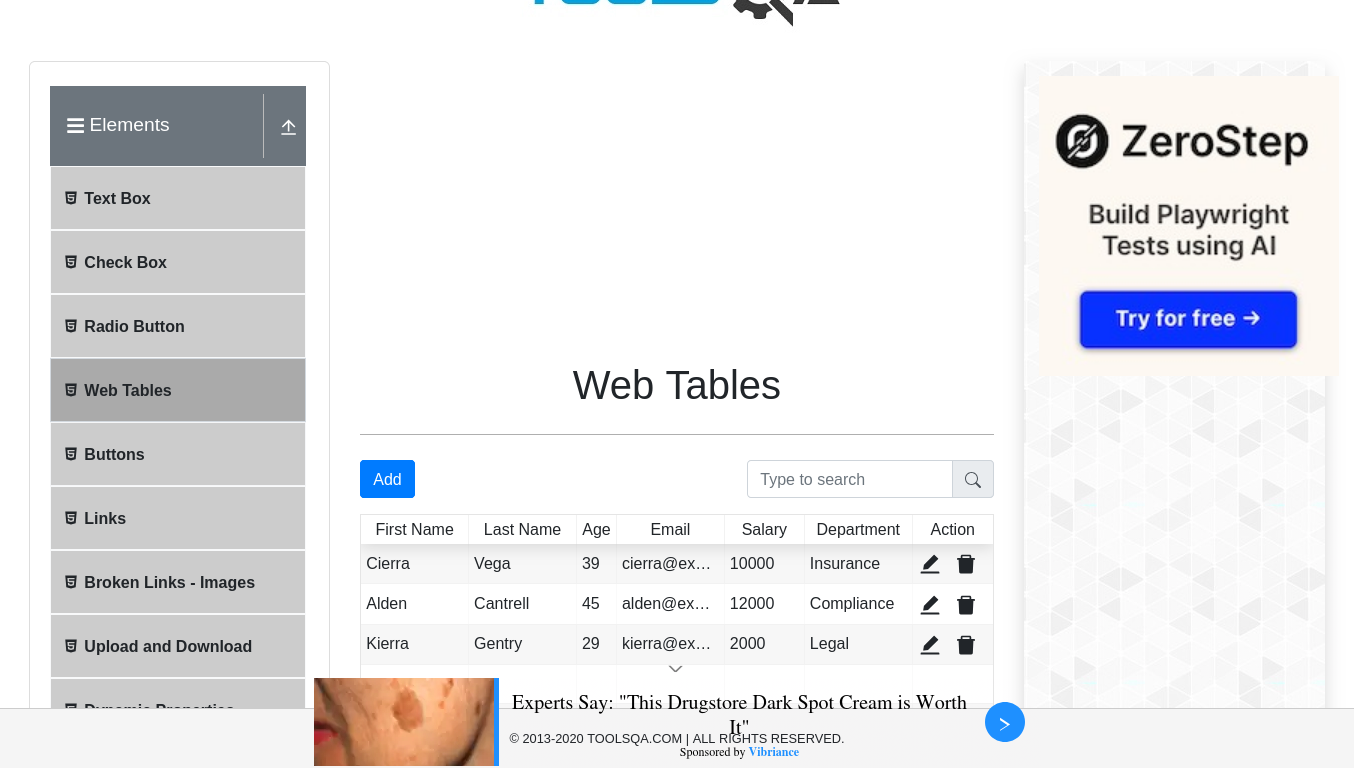 Elements
Text Box
Check Box
Radio Button
Web Tables
Buttons
Links
Broken Links - Images
Upload and Download
Dynamic Properties
Web Tables
Add
Type to search
First Name Last Name Age Email Salary Department Action
Cierra Vega 39 cierra@ex... 10000 Insurance
Alden Cantrell 45 alden@ex... 12000 Compliance
Kierra Gentry 29 kierra@ex... 2000 Legal
ZeroStep
Build Playwright
Tests using AI
Try for free →
Experts Say: "This Drugstore Dark Spot Cream is Worth
It"
Sponsored by Vibriance
© 2013-2020 TOOLSQA.COM | ALL RIGHTS RESERVED.